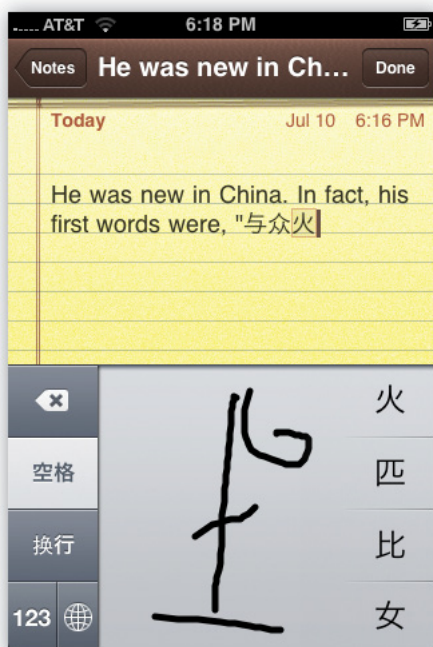 AT&T 6:18 PM
Notes He was new in Ch... Done
Today Jul 10 6:16 PM
He was new in China. In fact, his
first words were, "与众火
火
空格 匹
换行 比
123 女